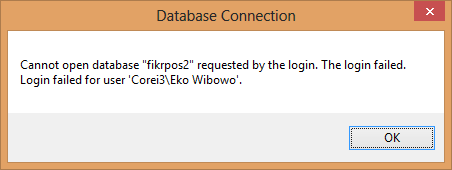 Database Connection
Cannot open database "fikrpos2" requested by the login. The login failed.
Login failed for user 'Corei3\Eko Wibowo'.
OK